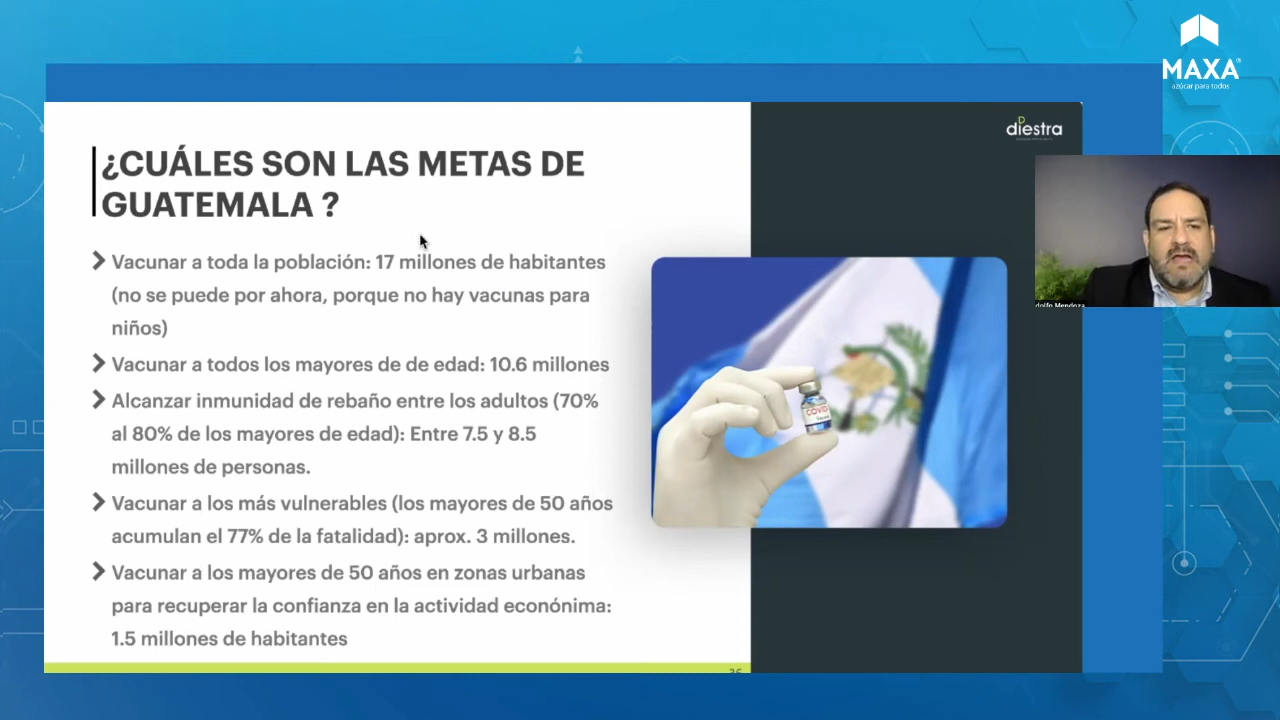 MAXA
azúcar para todos
diestra
¿CUÁLES SON LAS METAS DE
GUATEMALA ?
Vacunar a toda la población: 17 millones de habitantes
(no se puede por ahora, porque no hay vacunas para
niños)
Vacunar a todos los mayores de de edad: 10.6 millones
Alcanzar inmunidad de rebaño entre los adultos (70%
al 80% de los mayores de edad): Entre 7.5 y 8.5
millones de personas.
Vacunar a los más vulnerables (los mayores de 50 años
acumulan el 77% de la fatalidad): aprox. 3 millones.
Vacunar a los mayores de 50 años en zonas urbanas
para recuperar la confianza en la actividad econónima:
1.5 millones de habitantes
COVID
Mendoza